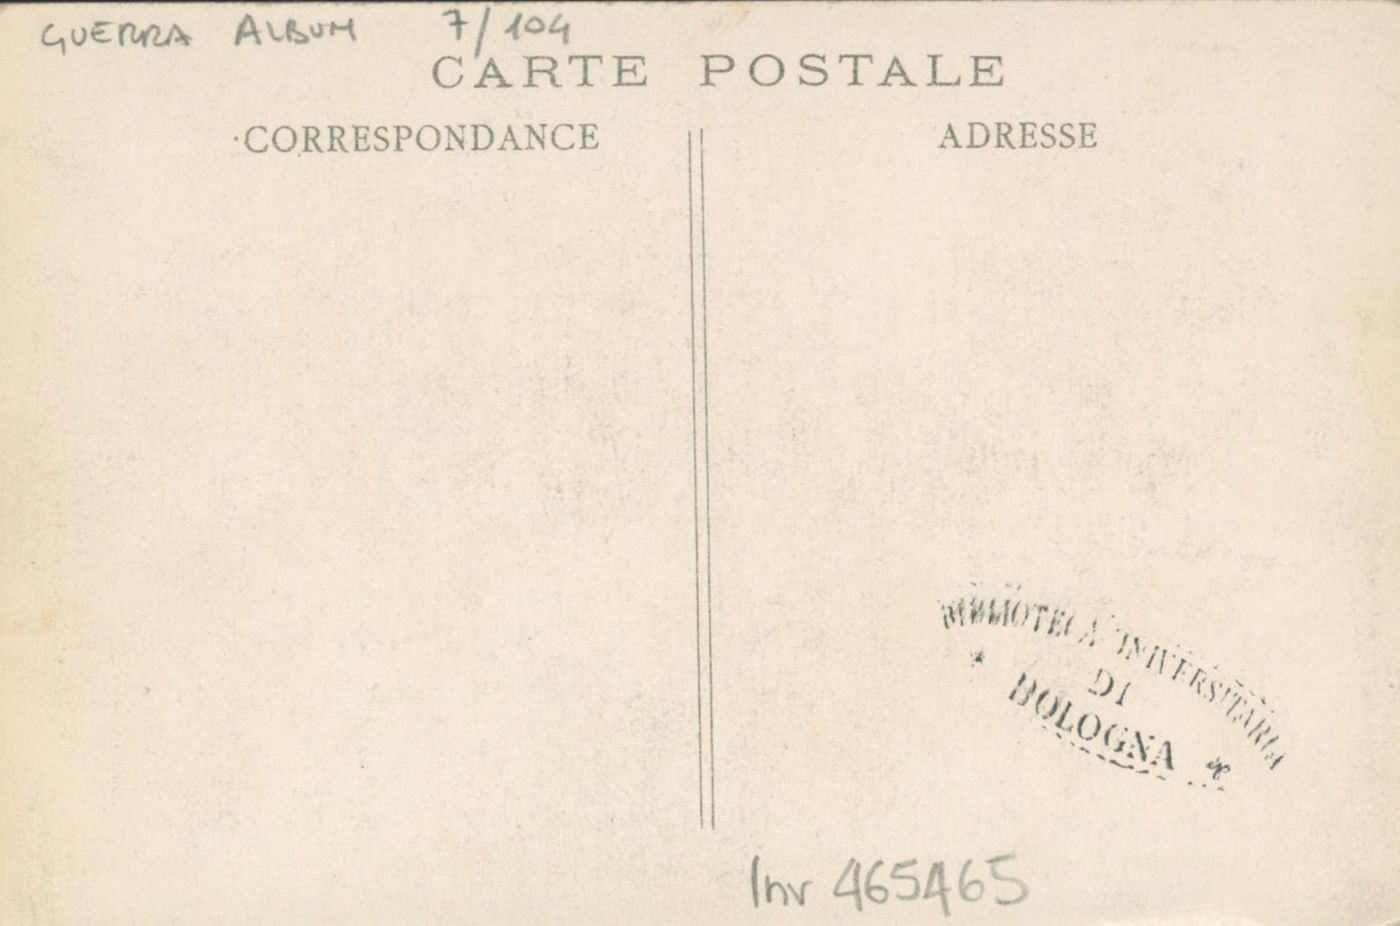 GUERRA ALBUM 7/104
CARTE POSTALE
CORRESPONDANCE
ADRESSE
BIBLIOTECA UNIVERSITARIA
DI
BOLOGNA
Inv 465465